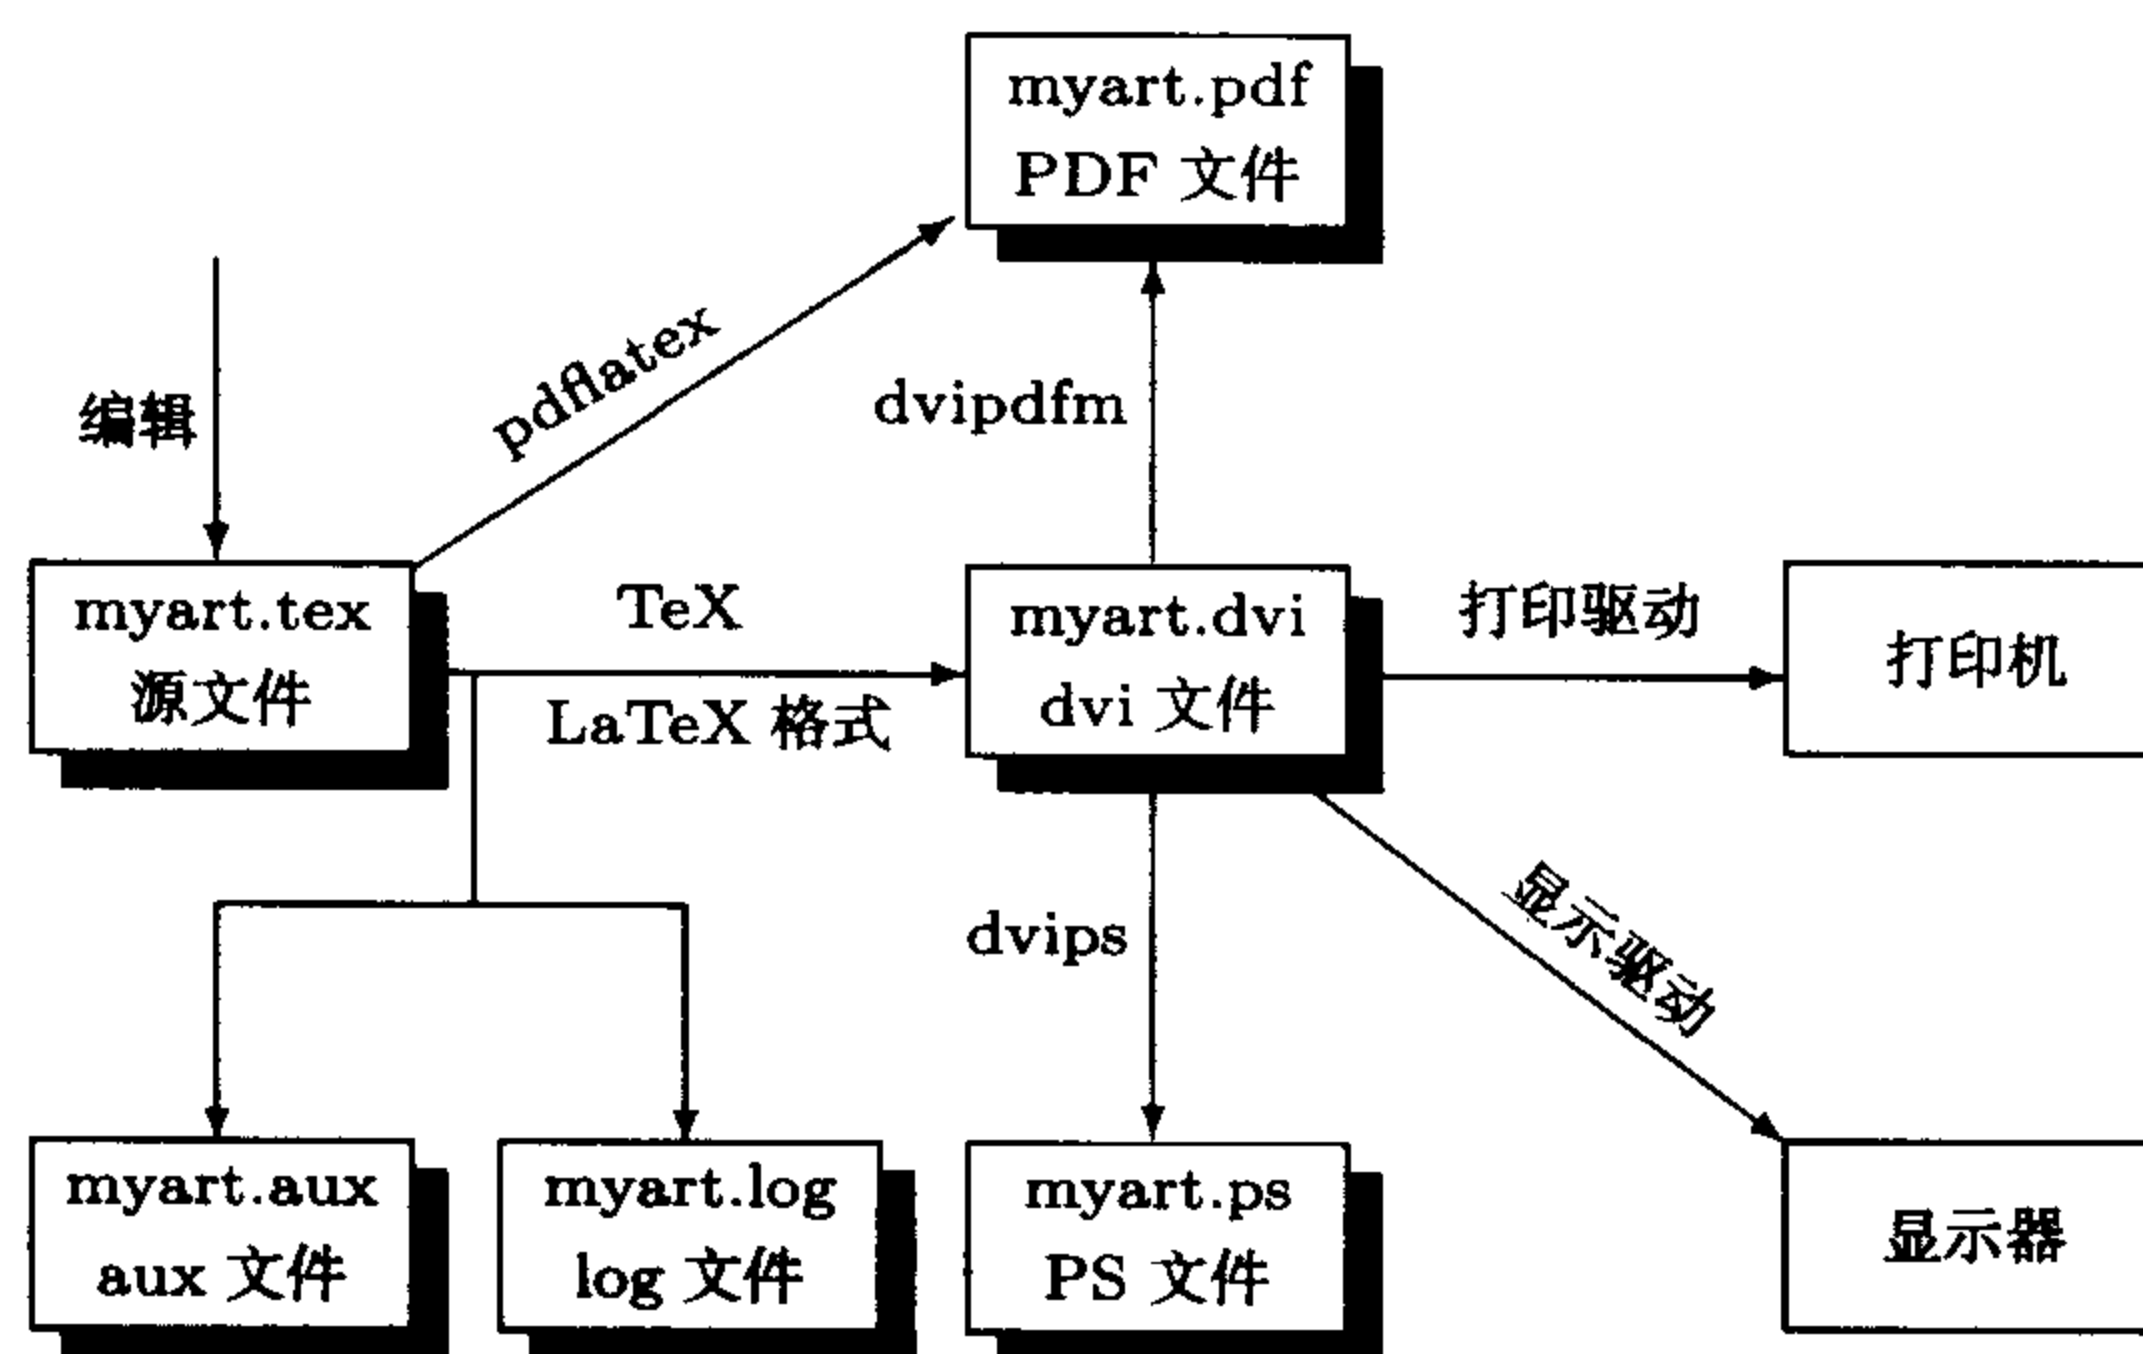 myart.pdf
PDF 文件
pdflatex
dvipdfm
编辑
myart.tex
源文件
TeX
LaTeX 格式
myart.dvi
dvi 文件
打印驱动
打印机
dvips
显示驱动
myart.aux
aux 文件
myart.log
log 文件
myart.ps
PS 文件
显示器